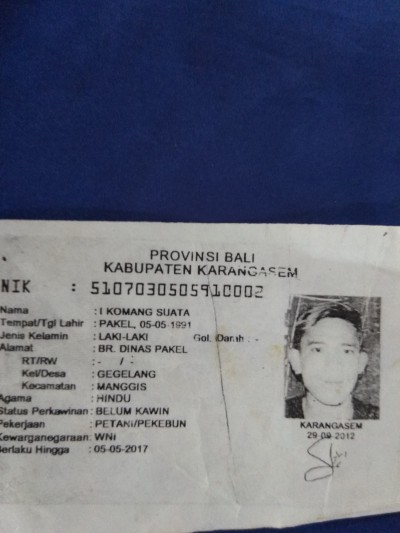 PROVINSI BALI
KABUPATEN KARANGASEM
NIK : 5107030505910002
Nama : I KOMANG SUATA
Tempat/Tgl Lahir : PAKEL, 05-05-1991
Jenis Kelamin : LAKI-LAKI Gol. Darah : -
Alamat : BR. DINAS PAKEL
RT/RW : - / -
Kel/Desa : GEGELANG
Kecamatan : MANGGIS
Agama : HINDU
Status Perkawinan : BELUM KAWIN
Pekerjaan : PETANI/PEKEBUN
Kewarganegaraan: WNI
Berlaku Hingga : 05-05-2017
KARANGASEM
29-09-2012